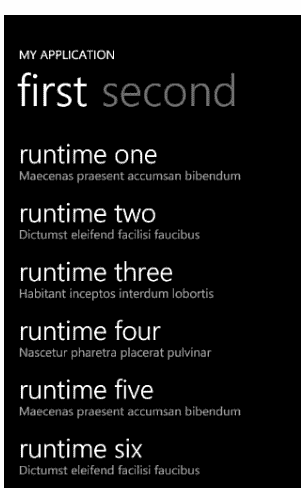 MY APPLICATION
first second
runtime one
Maecenas praesent accumsan bibendum
runtime two
Dictumst eleifend facilisi faucibus
runtime three
Habitant inceptos interdum lobortis
runtime four
Nascetur pharetra placerat pulvinar
runtime five
Maecenas praesent accumsan bibendum
runtime six
Dictumst eleifend facilisi faucibus